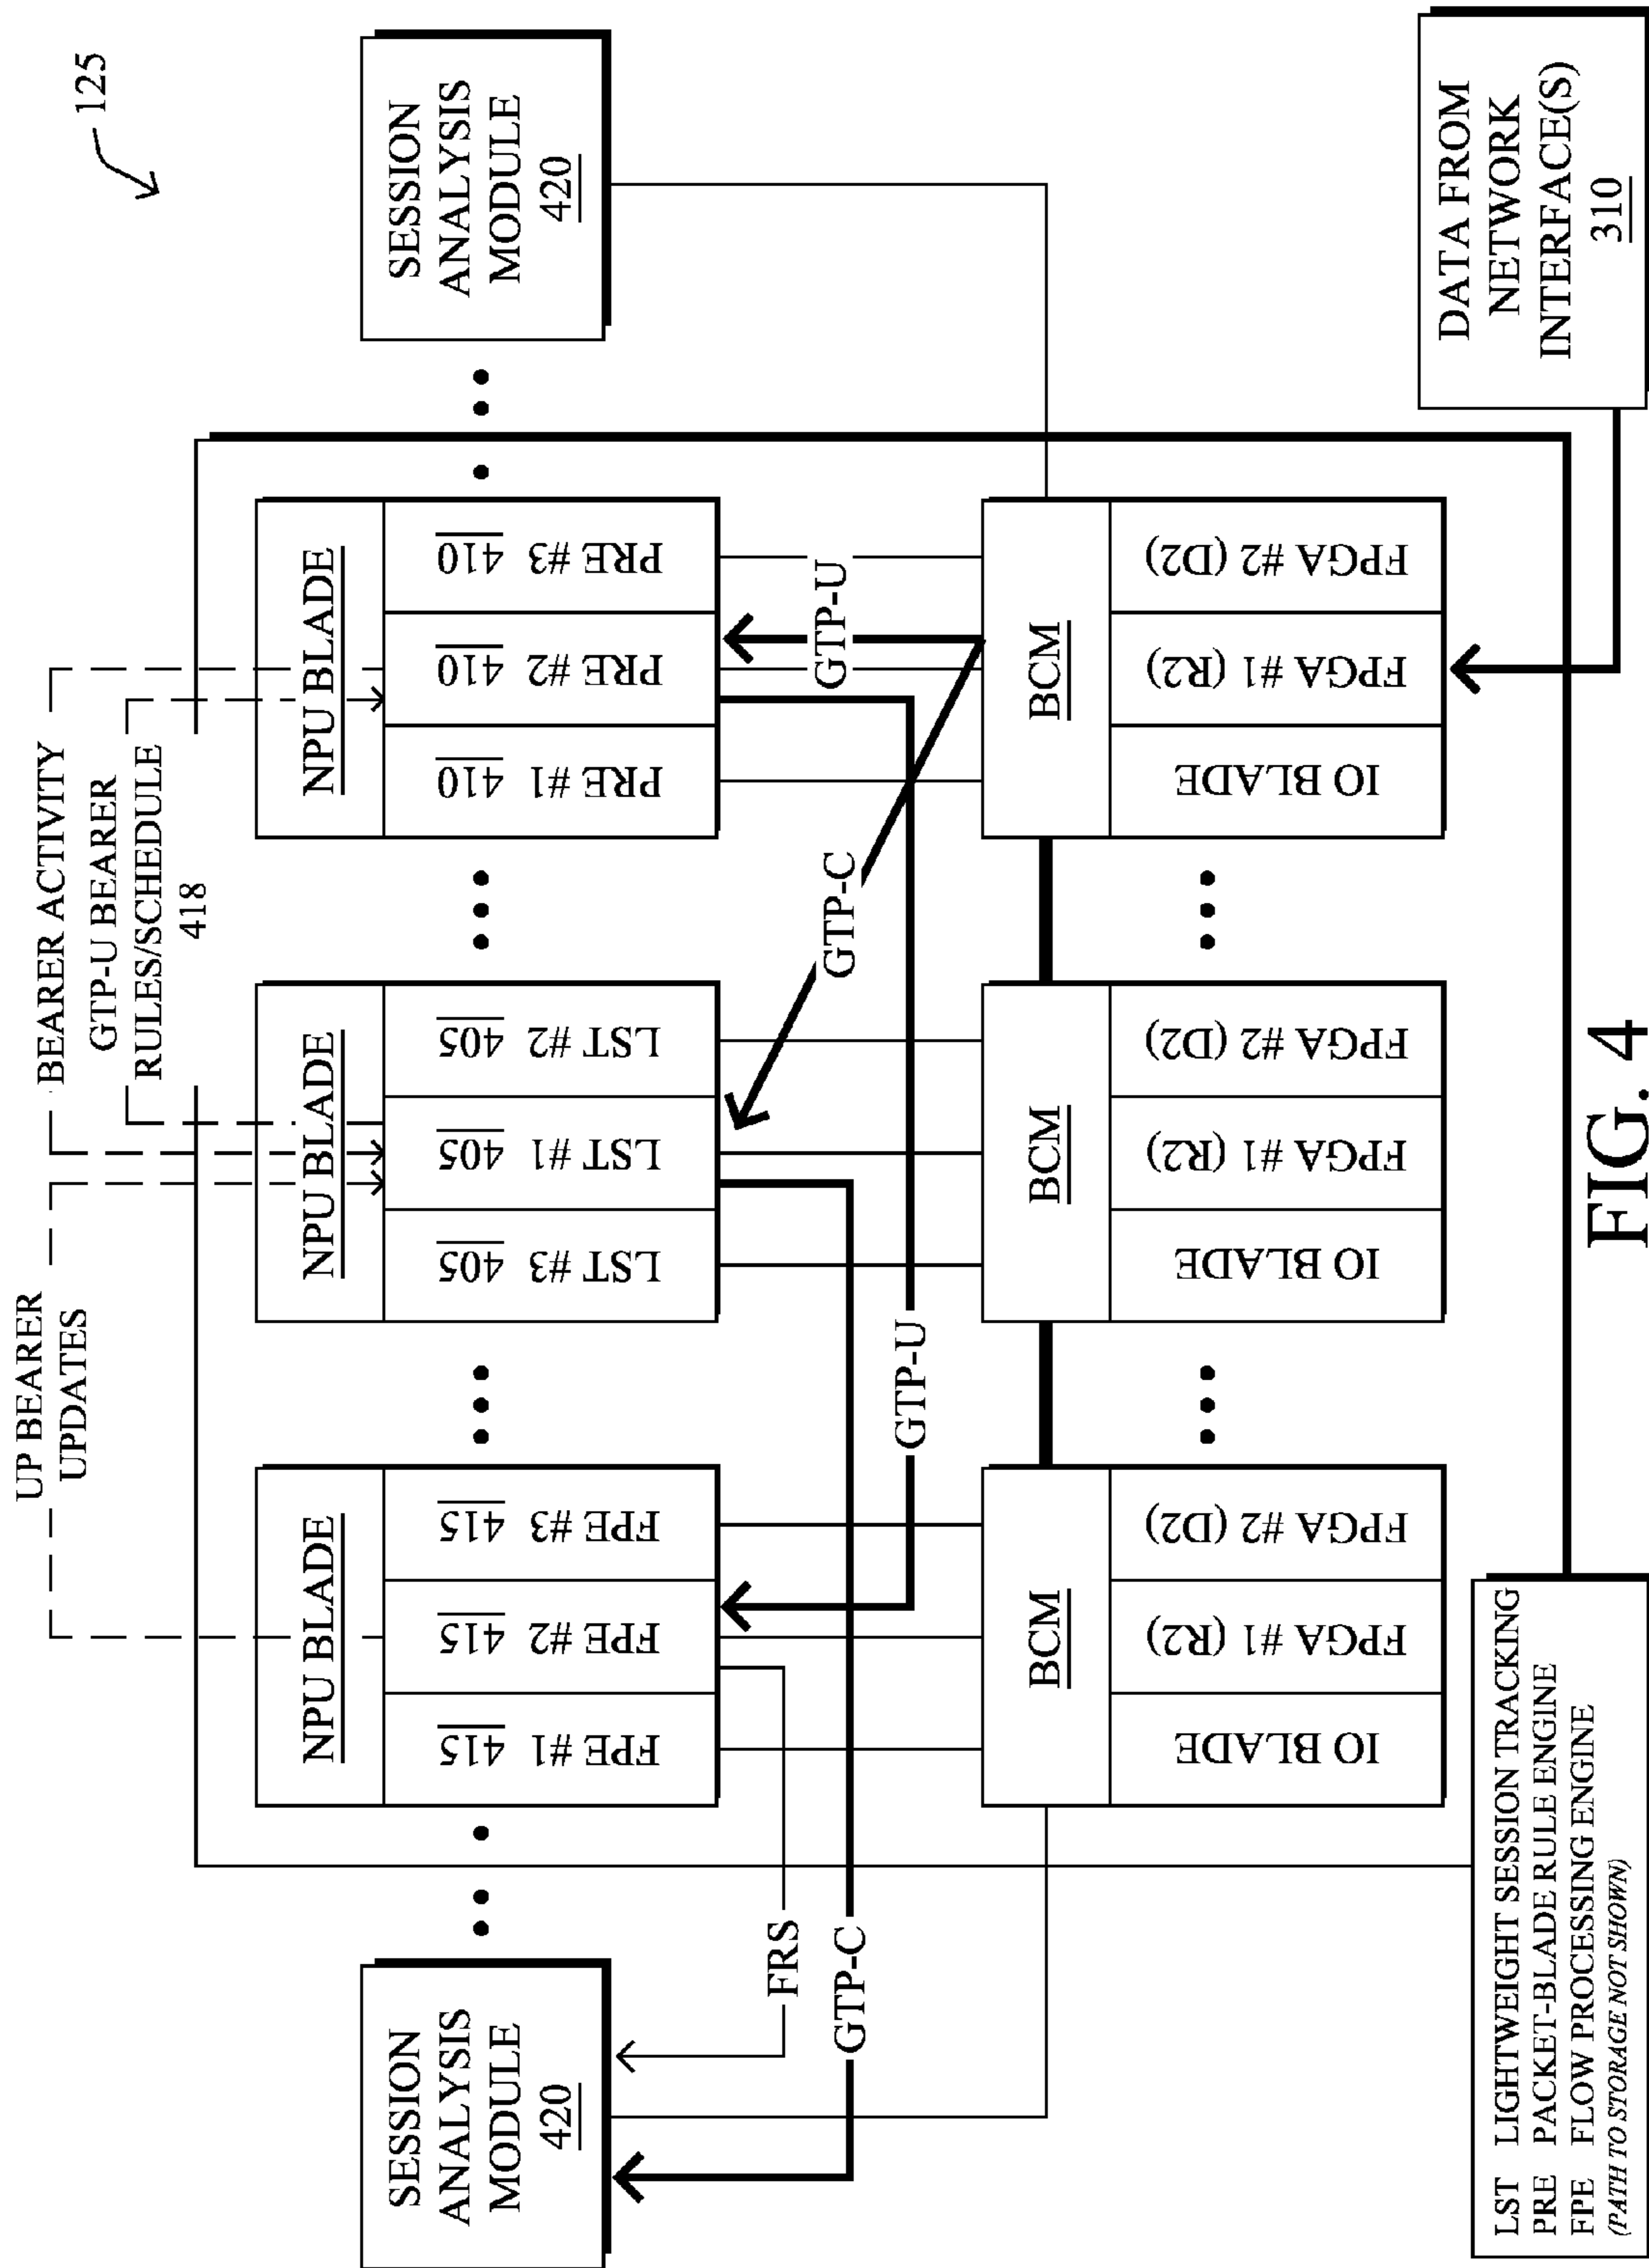 125
UP BEARER
UPDATES
BEARER ACTIVITY
GTP-U BEARER
RULES/SCHEDULE
418
SESSION
ANALYSIS
MODULE
420
NPU BLADE
FPE #1 415
FPE #2 415
FPE #3 415
NPU BLADE
LST #3 405
LST #1 405
LST #2 405
NPU BLADE
PRE #1 410
PRE #2 410
PRE #3 410
SESSION
ANALYSIS
MODULE
420
FRS
GTP-C
GTP-U
GTP-C
GTP-U
BCM
IO BLADE
FPGA #1 (R2)
FPGA #2 (D2)
BCM
IO BLADE
FPGA #1 (R2)
FPGA #2 (D2)
BCM
IO BLADE
FPGA #1 (R2)
FPGA #2 (D2)
DATA FROM
NETWORK
INTERFACE(S)
310
LST LIGHTWEIGHT SESSION TRACKING
PRE PACKET-BLADE RULE ENGINE
FPE FLOW PROCESSING ENGINE
(PATH TO STORAGE NOT SHOWN)
FIG. 4